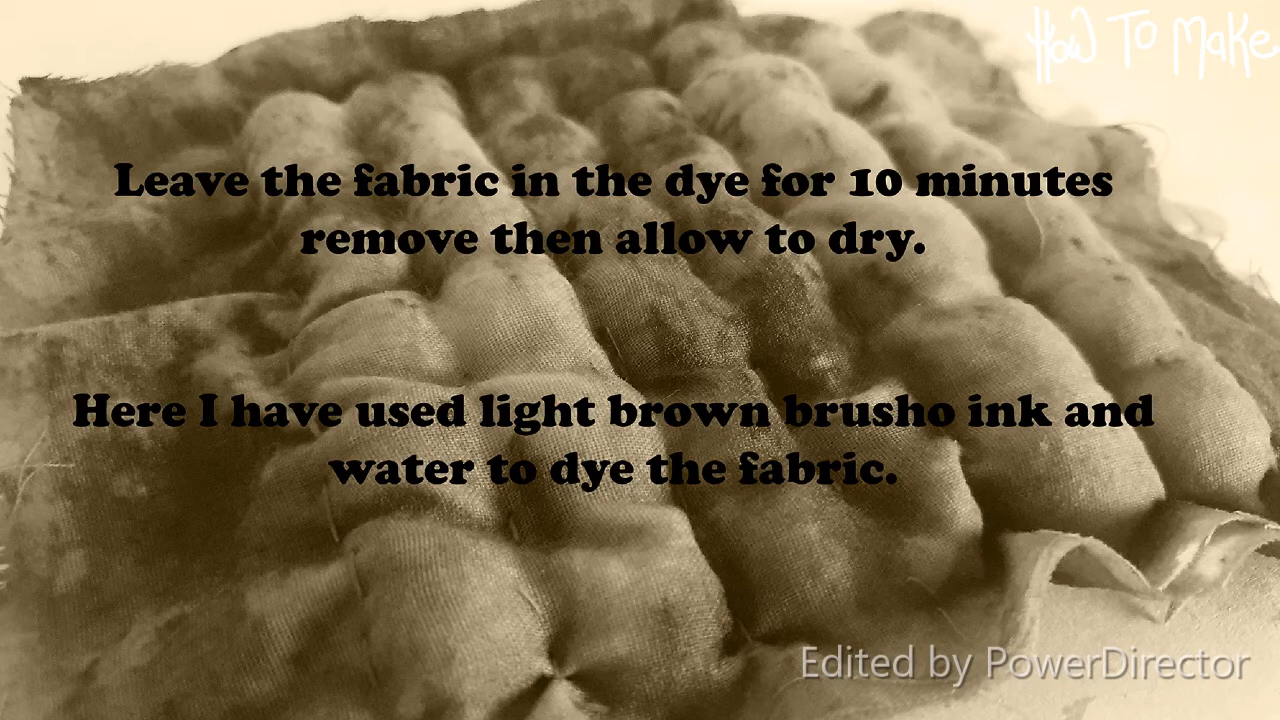 How To Make
Leave the fabric in the dye for 10 minutes
remove then allow to dry.
Here I have used light brown brusho ink and
water to dye the fabric.
Edited by PowerDirector